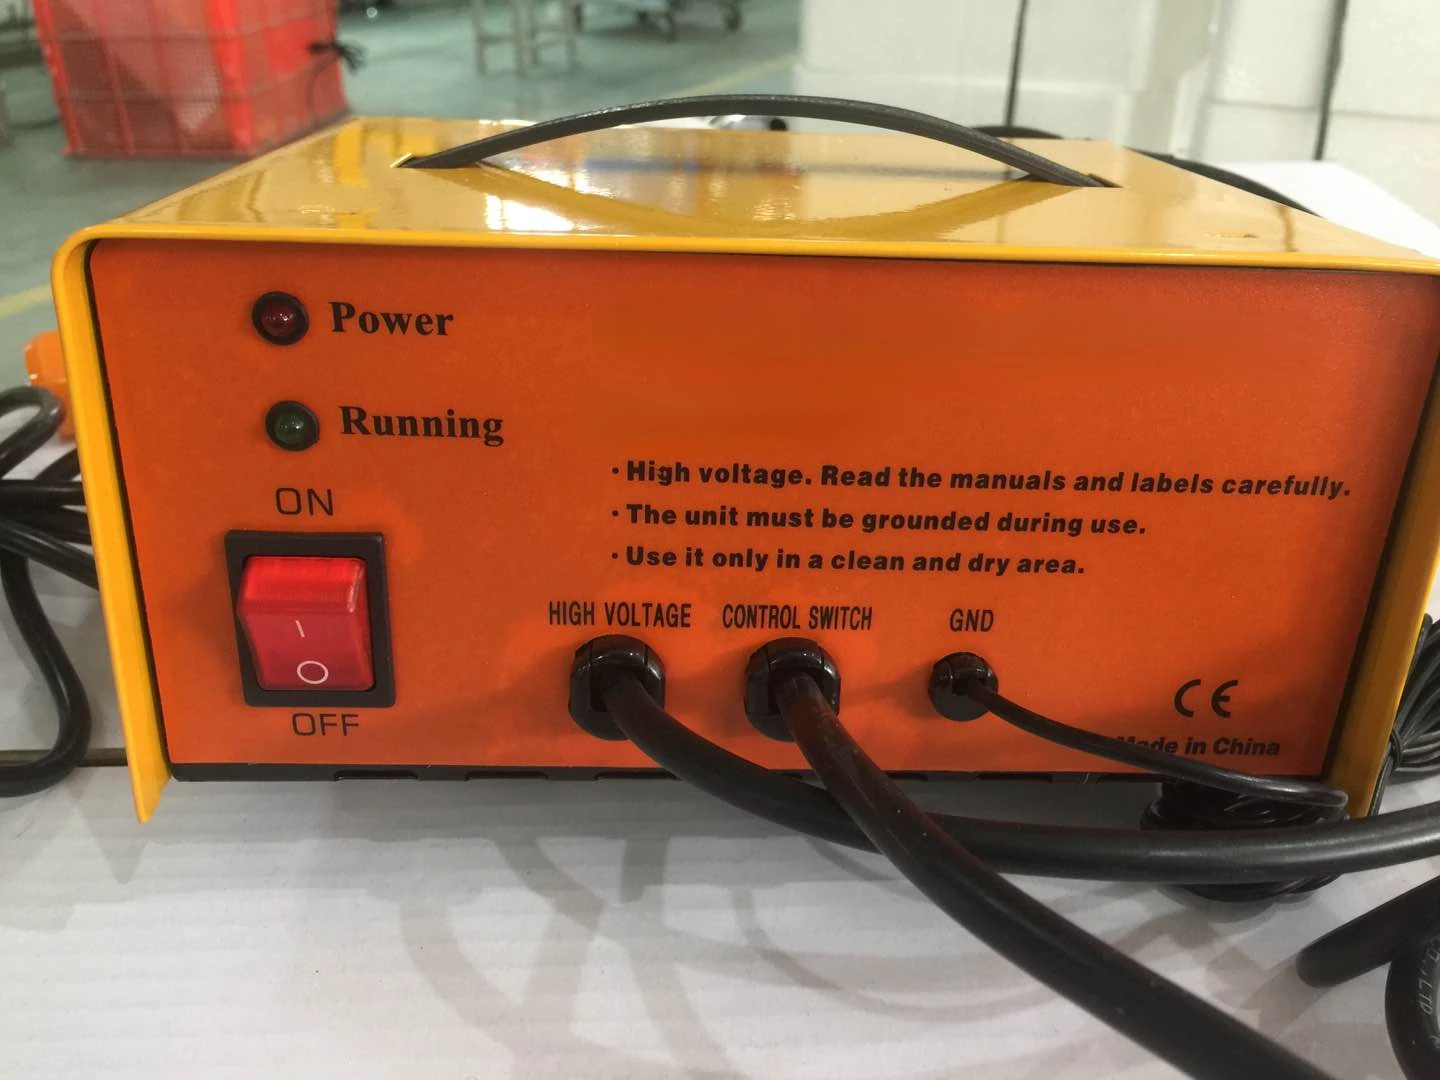 Power
Running
ON
I
O
OFF
· High voltage. Read the manuals and labels carefully.
· The unit must be grounded during use.
· Use it only in a clean and dry area.
HIGH VOLTAGE
CONTROL SWITCH
GND
CE
Made in China
LTD